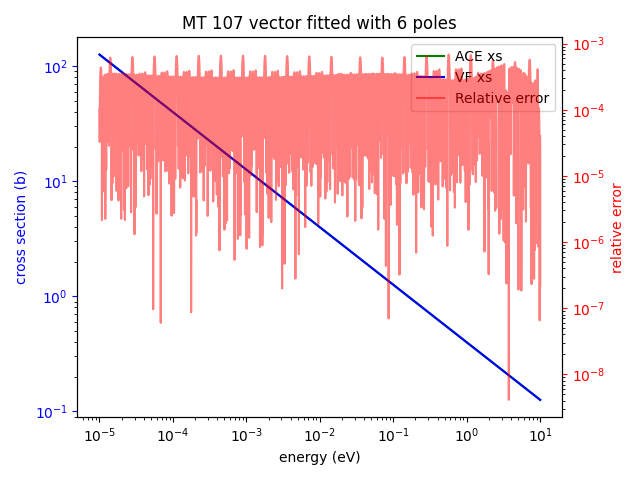 MT 107 vector fitted with 6 poles
ACE xs
VF xs
Relative error
cross section (b)
relative error
energy (eV)
10^2
10^1
10^0
10^-1
10^-3
10^-4
10^-5
10^-6
10^-7
10^-8
10^-5 10^-4 10^-3 10^-2 10^-1 10^0 10^1